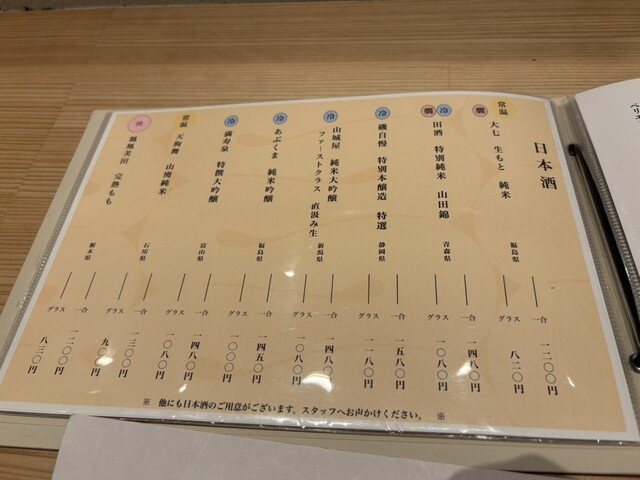 日本酒
常温
燗
大七 生もと 純米
福島県
一合 一二〇〇円
グラス 八二〇円
冷
燗
田酒 特別純米 山田錦
青森県
一合 一四八〇円
グラス 一〇八〇円
冷
磯自慢 特別本醸造 特選
静岡県
一合 一五八〇円
グラス 一一八〇円
冷
山城屋 純米大吟醸
ファーストクラス 直汲み生
新潟県
一合 一四八〇円
グラス 一〇八〇円
冷
あぶくま 純米吟醸
福島県
一合 一四五〇円
グラス 一〇〇〇円
冷
満寿泉 特撰大吟醸
富山県
一合 一四八〇円
グラス 一〇八〇円
常温
天狗舞 山廃純米
石川県
一合 一三〇〇円
グラス 九〇〇円
鳳凰美田 完熟もも
栃木県
一合 一二〇〇円
グラス 八三〇円
※ 他にも日本酒のご用意がございます。スタッフへお声かけください。 ※